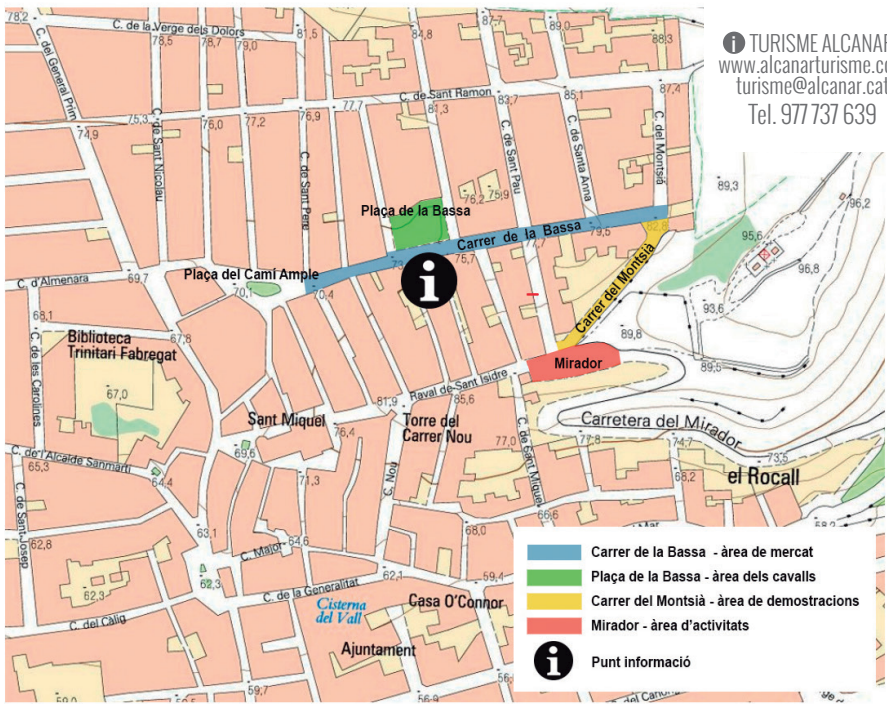 TURISME ALCANAR
www.alcanarturisme.co
turisme@alcanar.cat
Tel. 977 737 639
78,2
C. de la Verge dels Dolors
81,5
84,8
87,7
89,0
88,3
C. del General Prim
78,5
78,7
79,0
C. de Sant Ramon
77,7
81,3
83,7
85,1
87,4
74,9
75,3
76,0
77,2
76,9
C. de Sant Nicolau
C. de Sant Pere
C. de Sant Pau
C. de Santa Anna
C. del Montsià
Plaça de la Bassa
76,2
75,9
89,3
96,2
Carrer de la Bassa
77,7
79,5
82,8
95,6
96,8
C. d'Almenara
69,7
Plaça del Camí Ample
70,1
70,4
73
75,7
Carrer del Montsià
93,6
68,1
67,8
89,8
89,5
Biblioteca
Trinitari Fabregat
C. de les Carolines
67,0
Mirador
Raval de Sant Isidre
81,9
85,6
Sant Miquel
76,4
Torre del
Carrer Nou
77,0
C. de Sant Miquel
77,8
74,7
73,5
Carretera del Mirador
el Rocall
68,2
58,2
C. de l'Alcalde Sanmartí
65,3
64,4
69,6
71,3
C. Nou
66,6
C. de Sant Josep
62,8
63,1
64,6
68,0
Mar
C. Major
62,3
62,3
62,1
59,4
C. de la Generalitat
C. del Càlig
Cisterna
del Vall
Casa O'Connor
Ajuntament
59,0
59,7
56,9
Carrer de la Bassa - àrea de mercat
Plaça de la Bassa - àrea dels cavalls
Carrer del Montsià - àrea de demostracions
Mirador - àrea d'activitats
Punt informació